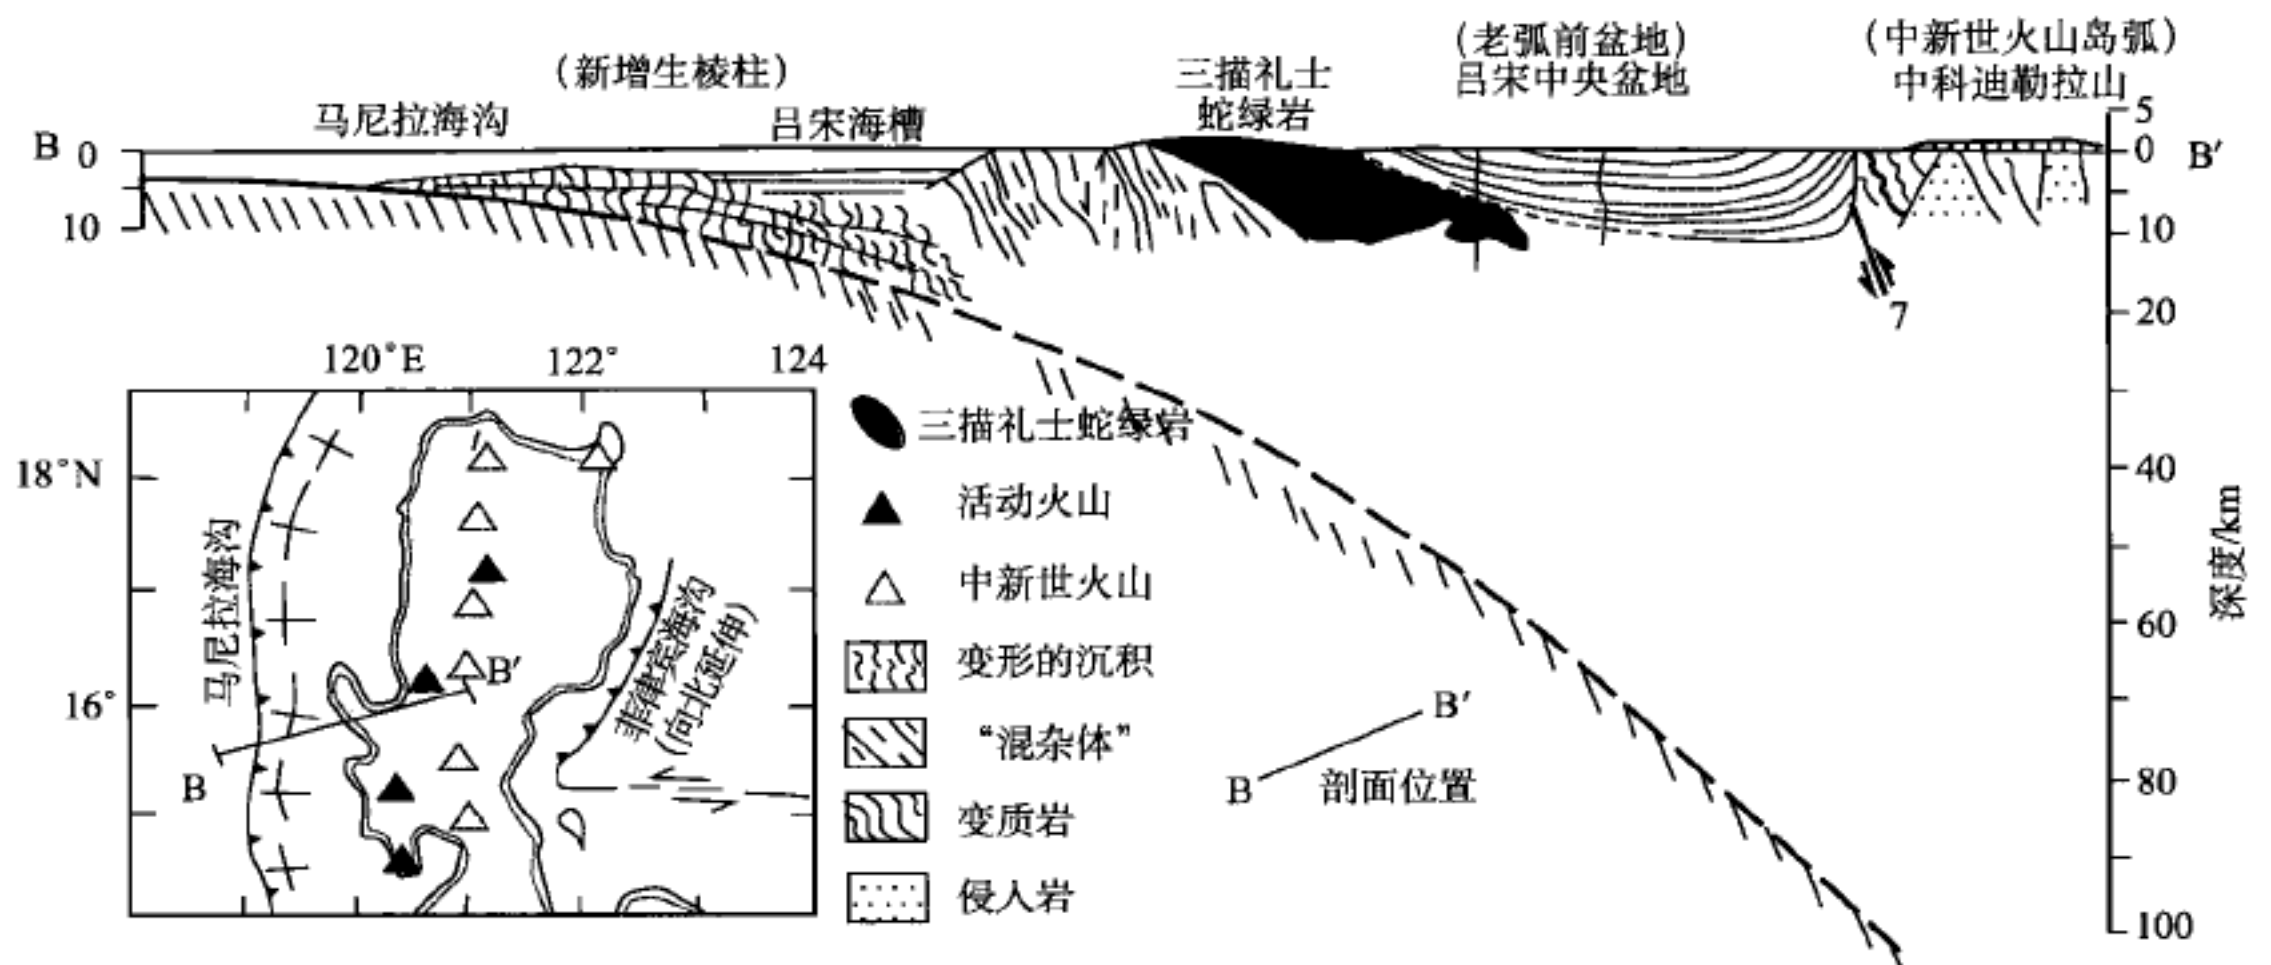 (新增生棱柱)
马尼拉海沟
吕宋海槽
三描礼士
蛇绿岩
(老弧前盆地)
吕宋中央盆地
(中新世火山岛弧)
中科迪勒拉山
B
0
10
5
0
10
20
40
60
80
100
B′
深度/km
7
120°E
122°
124
18°N
16°
马尼拉海沟
菲律宾海沟
(向北延伸)
B′
B
三描礼士蛇绿岩
活动火山
中新世火山
变形的沉积
“混杂体”
变质岩
侵人岩
B′
B
剖面位置